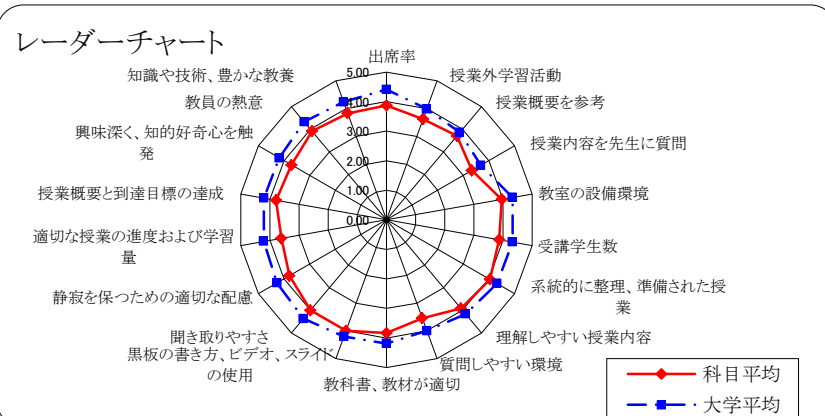 レーダーチャート
出席率
授業外学習活動
授業概要を参考
授業内容を先生に質問
教室の設備環境
受講学生数
系統的に整理、準備された授
業
理解しやすい授業内容
質問しやすい環境
教科書、教材が適切
黒板の書き方、ビデオ、スライド
の使用
聞き取りやすさ
静寂を保つための適切な配慮
適切な授業の進度および学習
量
授業概要と到達目標の達成
興味深く、知的好奇心を触
発
教員の熱意
知識や技術、豊かな教養
5.00
4.00
3.00
2.00
1.00
0.00
科目平均
大学平均